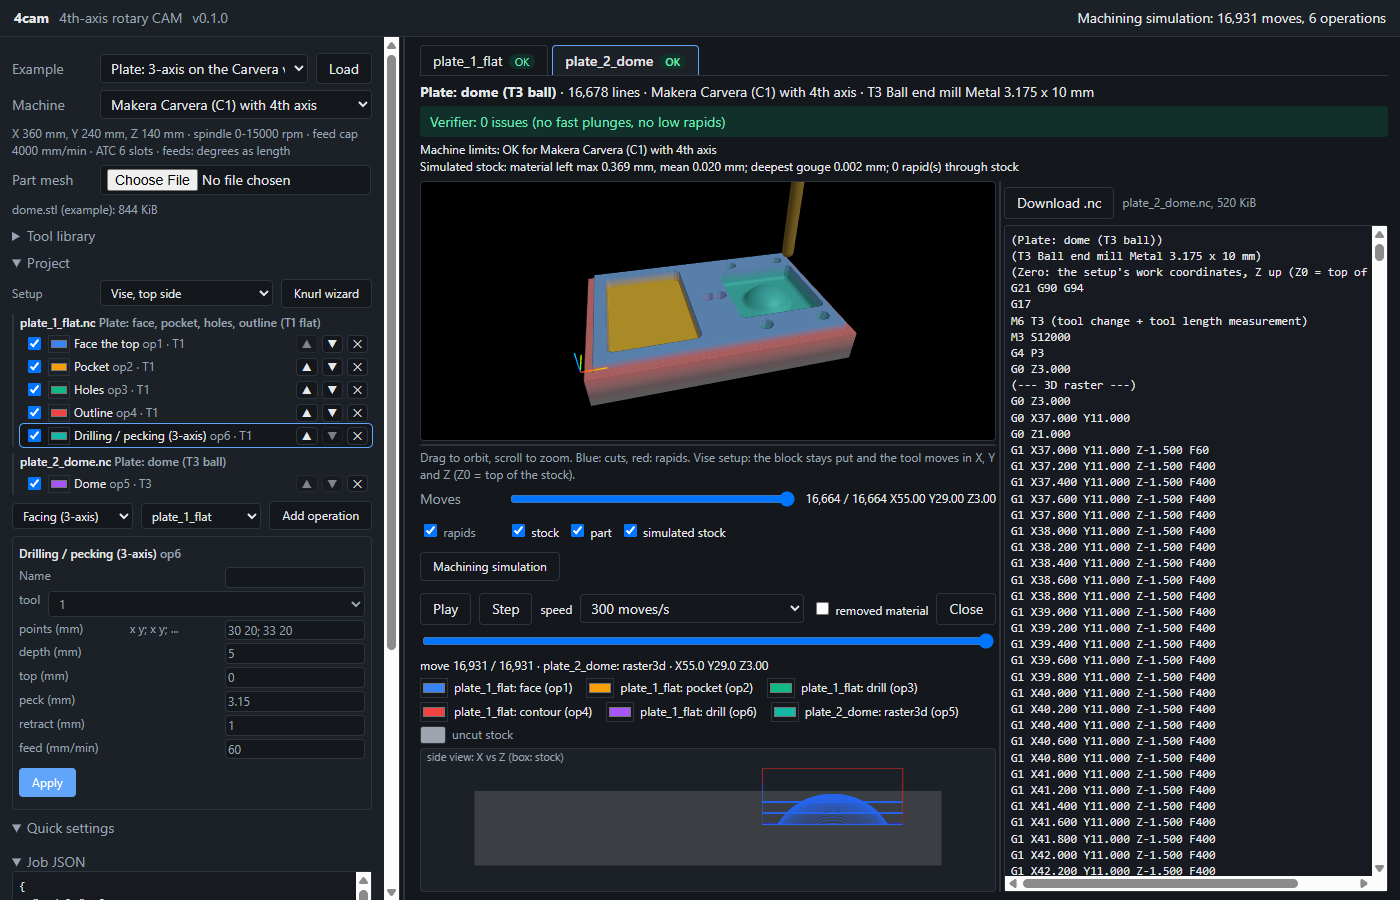 4cam 4th-axis rotary CAM v0.1.0
Machining simulation: 16,931 moves, 6 operations
Example Plate: 3-axis on the Carvera v Load
Machine Makera Carvera (C1) with 4th axis
X 360 mm, Y 240 mm, Z 140 mm · spindle 0-15000 rpm · feed cap
4000 mm/min · ATC 6 slots · feeds: degrees as length
Part mesh Choose File No file chosen
dome.stl (example): 844 KiB
▶ Tool library
▼ Project
Setup Vise, top side Knurl wizard
plate_1_flat.nc Plate: face, pocket, holes, outline (T1 flat)
Face the top op1 · T1 ▲ ▼ ✕
Pocket op2 · T1 ▲ ▼ ✕
Holes op3 · T1 ▲ ▼ ✕
Outline op4 · T1 ▲ ▼ ✕
Drilling / pecking (3-axis) op6 · T1 ▲ ▼ ✕
plate_2_dome.nc Plate: dome (T3 ball)
Dome op5 · T3 ▲ ▼ ✕
Facing (3-axis) plate_1_flat Add operation
Drilling / pecking (3-axis) op6
Name
tool 1
points (mm) x y; x y; ... 30 20; 33 20
depth (mm) 5
top (mm) 0
peck (mm) 3.15
retract (mm) 1
feed (mm/min) 60
Apply
▼ Quick settings
▼ Job JSON
{
plate_1_flat OK plate_2_dome OK
Plate: dome (T3 ball) · 16,678 lines · Makera Carvera (C1) with 4th axis · T3 Ball end mill Metal 3.175 x 10 mm
Verifier: 0 issues (no fast plunges, no low rapids)
Machine limits: OK for Makera Carvera (C1) with 4th axis
Simulated stock: material left max 0.369 mm, mean 0.020 mm; deepest gouge 0.002 mm; 0 rapid(s) through stock
Drag to orbit, scroll to zoom. Blue: cuts, red: rapids. Vise setup: the block stays put and the tool moves in X, Y
and Z (Z0 = top of the stock).
Moves 16,664 / 16,664 X55.00 Y29.00 Z3.00
rapids stock part simulated stock
Machining simulation
Play Step speed 300 moves/s removed material Close
move 16,931 / 16,931 · plate_2_dome: raster3d · X55.0 Y29.0 Z3.00
plate_1_flat: face (op1) plate_1_flat: pocket (op2) plate_1_flat: drill (op3)
plate_1_flat: contour (op4) plate_1_flat: drill (op6) plate_2_dome: raster3d (op5)
uncut stock
side view: X vs Z (box: stock)
Download .nc plate_2_dome.nc, 520 KiB
(Plate: dome (T3 ball))
(T3 Ball end mill Metal 3.175 x 10 mm)
(Zero: the setup's work coordinates, Z up (Z0 = top of
G21 G90 G94
G17
M6 T3 (tool change + tool length measurement)
M3 S12000
G4 P3
G0 Z3.000
(--- 3D raster ---)
G0 Z3.000
G0 X37.000 Y11.000
G0 Z1.000
G1 X37.000 Y11.000 Z-1.500 F60
G1 X37.200 Y11.000 Z-1.500 F400
G1 X37.400 Y11.000 Z-1.500 F400
G1 X37.600 Y11.000 Z-1.500 F400
G1 X37.800 Y11.000 Z-1.500 F400
G1 X38.000 Y11.000 Z-1.500 F400
G1 X38.200 Y11.000 Z-1.500 F400
G1 X38.400 Y11.000 Z-1.500 F400
G1 X38.600 Y11.000 Z-1.500 F400
G1 X38.800 Y11.000 Z-1.500 F400
G1 X39.000 Y11.000 Z-1.500 F400
G1 X39.200 Y11.000 Z-1.500 F400
G1 X39.400 Y11.000 Z-1.500 F400
G1 X39.600 Y11.000 Z-1.500 F400
G1 X39.800 Y11.000 Z-1.500 F400
G1 X40.000 Y11.000 Z-1.500 F400
G1 X40.200 Y11.000 Z-1.500 F400
G1 X40.400 Y11.000 Z-1.500 F400
G1 X40.600 Y11.000 Z-1.500 F400
G1 X40.800 Y11.000 Z-1.500 F400
G1 X41.000 Y11.000 Z-1.500 F400
G1 X41.200 Y11.000 Z-1.500 F400
G1 X41.400 Y11.000 Z-1.500 F400
G1 X41.600 Y11.000 Z-1.500 F400
G1 X41.800 Y11.000 Z-1.500 F400
G1 X42.000 Y11.000 Z-1.500 F400
G1 X42.200 Y11.000 Z-1.500 F400